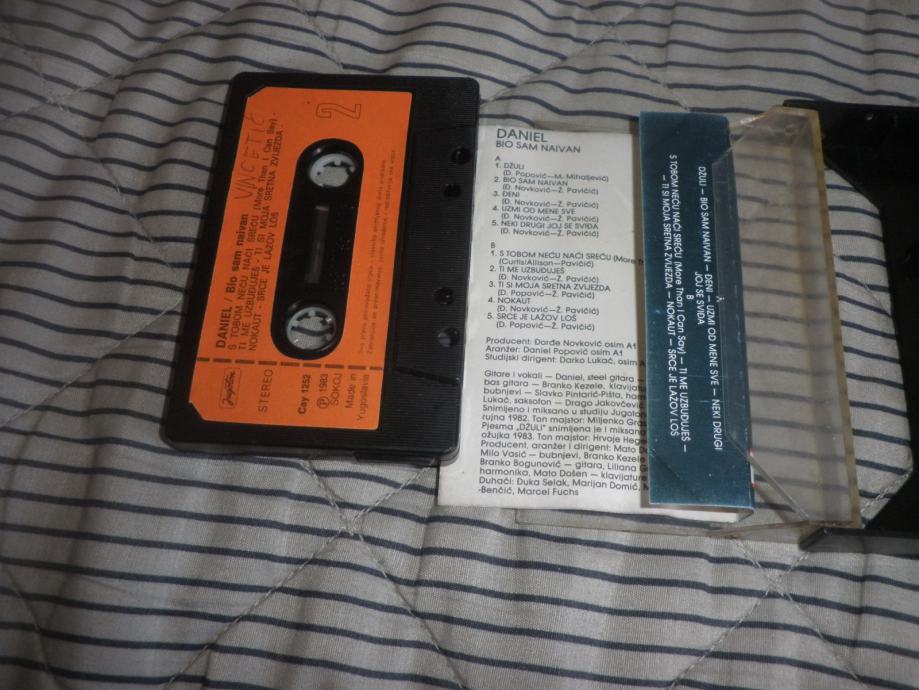 VINCETIĆ
2
DANIEL / Bio sam naivan
S TOBOM NEĆU NAĆI SREĆU (More Than I Can Say) -
TI ME UZBUĐUJEŠ - TI SI MOJA SRETNA ZVIJEZDA -
NOKAUT - SRCE JE LAŽOV LOŠ
Jugoton
STEREO
Cay 1252
℗ 1983
SOKOJ
Made in
Yugoslavia
DANIEL
BIO SAM NAIVAN
A
1. DŽULI
(D. Popović—M. Mihaljević)
2. BIO SAM NAIVAN
(Đ. Novković—Ž. Pavičić)
3. ĐENI
(Đ. Novković—Ž. Pavičić)
4. UZMI OD MENE SVE
(Đ. Novković—Ž. Pavičić)
5. NEKI DRUGI JOJ SE SVIĐA
(Đ. Novković—Ž. Pavičić)
B
1. S TOBOM NEĆU NAĆI SREĆU (More Th
(Curtis/Allison—Pavičić)
2. TI ME UZBUĐUJEŠ
(Đ. Novković—Ž. Pavičić)
3. TI SI MOJA SRETNA ZVIJEZDA
(D. Popović—Ž. Pavičić)
4. NOKAUT
(Đ. Novković—Ž. Pavičić)
5. SRCE JE LAŽOV LOŠ
(D. Popović—Ž. Pavičić)
Producent: Đorđe Novković osim A1
Aranžer: Daniel Popović osim A1
Studijski dirigent: Darko Lukač, osim A
Gitare i vokali — Daniel, steel gitara —
bas gitara — Branko Kezele, klavijatu
bubnjevi — Slavko Pintarić-Pišta, harm
Lukač, saksofon — Drago Jakovčević
Snimljeno i miksano u studiju Jugoto
rujna 1982. Ton majstor: Miljenko Gra
Pjesma „DŽULI" snimljena je i miksano
ožujka 1983. Ton majstor: Hrvoje Hege
Producent, aranžer i dirigent: Mato D
Milo Vasić — bubnjevi, Branko Kezele
Branko Bogunović — gitara, Liliana G
harmonika, Mato Došen — klavijature
Duhači: Đuka Selak, Marijan Domić, M
-Benčić, Marcel Fuchs
A
DŽULI — BIO SAM NAIVAN — ĐENI — UZMI OD MENE SVE — NEKI DRUGI
JOJ SE SVIĐA
B
S TOBOM NEĆU NAĆI SREĆU (More Than I Can Say) — TI ME UZBUĐUJEŠ —
— TI SI MOJA SRETNA ZVIJEZDA — NOKAUT — SRCE JE LAŽOV LOŠ